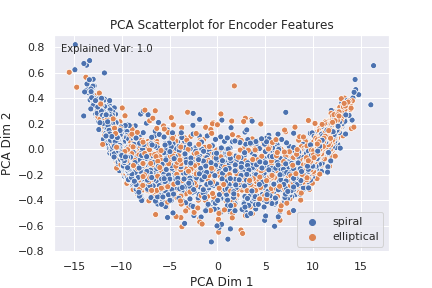 PCA Scatterplot for Encoder Features
Explained Var: 1.0
PCA Dim 2
0.8
0.6
0.4
0.2
0.0
−0.2
−0.4
−0.6
−0.8
spiral
elliptical
−15 −10 −5 0 5 10 15
PCA Dim 1